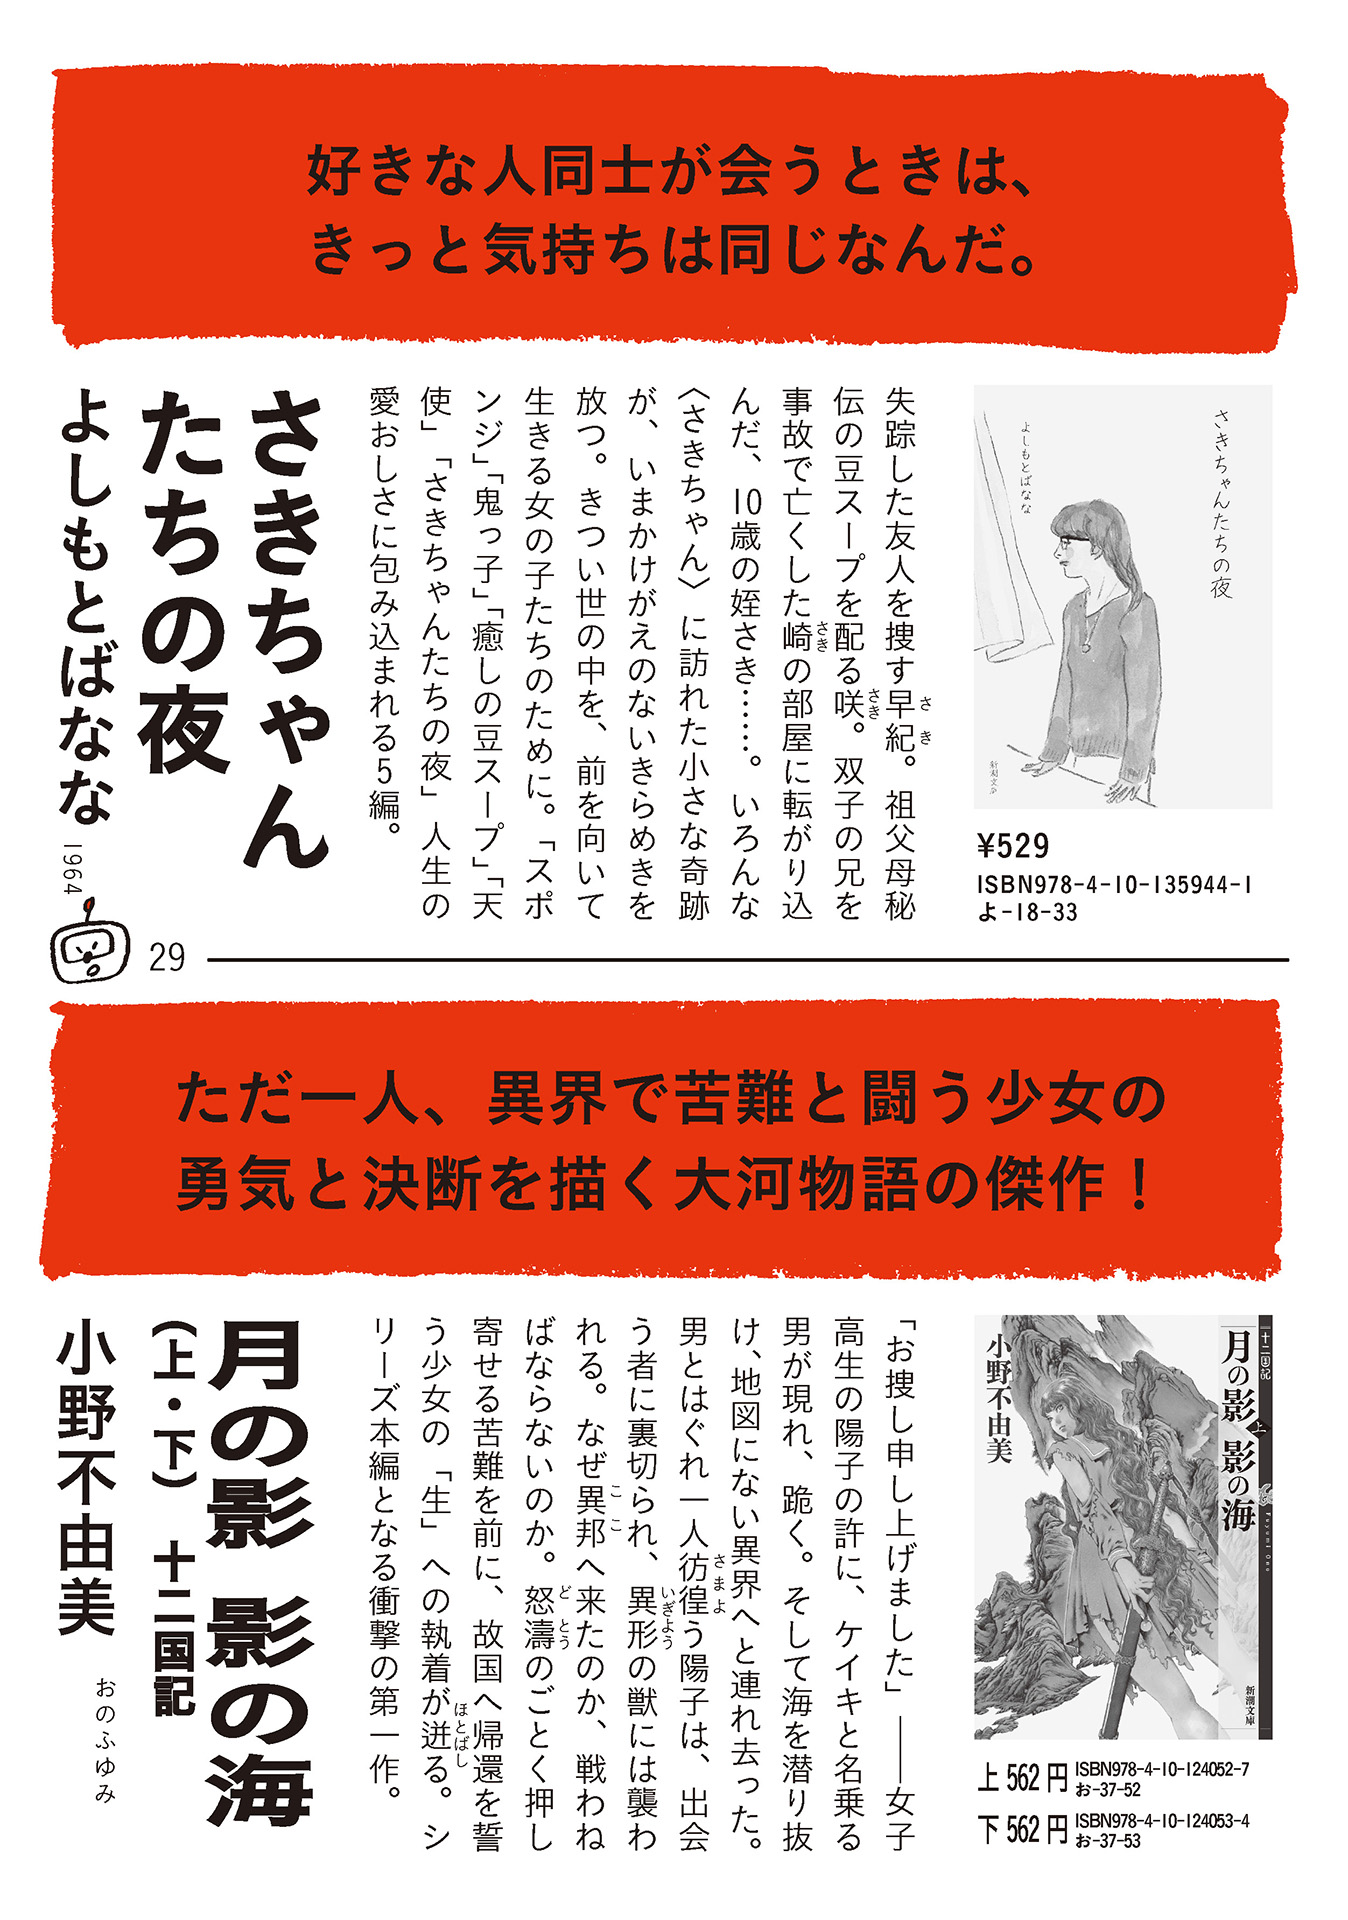 好きな人同士が会うときは、
きっと気持ちは同じなんだ。
さきちゃんたちの夜
よしもとばなな
新潮文庫
¥529
ISBN978-4-10-135944-1
よ-18-33
失踪した友人を捜す早紀。祖父母秘
さき
伝の豆スープを配る咲。双子の兄を
さき
事故で亡くした崎の部屋に転がり込
さき
んだ、10歳の姪さき……。いろんな
〈さきちゃん〉に訪れた小さな奇跡
が、いまかけがえのないきらめきを
放つ。きつい世の中を、前を向いて
生きる女の子たちのために。「スポ
ンジ」「鬼っ子」「癒しの豆スープ」「天
使」「さきちゃんたちの夜」人生の
愛おしさに包み込まれる5編。
さきちゃん
たちの夜
よしもとばなな
1964
29
ただ一人、異界で苦難と闘う少女の
勇気と決断を描く大河物語の傑作！
十二国記
Fuyumi Ono
月の影 影の海
上
小野不由美
新潮文庫
上 562円 ISBN978-4-10-124052-7
お-37-52
下 562円 ISBN978-4-10-124053-4
お-37-53
「お捜し申し上げました」――女子
高生の陽子の許に、ケイキと名乗る
男が現れ、跪く。そして海を潜り抜
け、地図にない異界へと連れ去った。
男とはぐれ一人彷徨う陽子は、出会
さまよ
う者に裏切られ、異形の獣には襲わ
いぎょう
れる。なぜ異邦へ来たのか、戦わね
ここ
ばならないのか。怒濤のごとく押し
どとう
寄せる苦難を前に、故国へ帰還を誓
う少女の「生」への執着が迸る。シ
ほとばし
リーズ本編となる衝撃の第一作。
月の影 影の海
（上・下） 十二国記
小野不由美
おのふゆみ